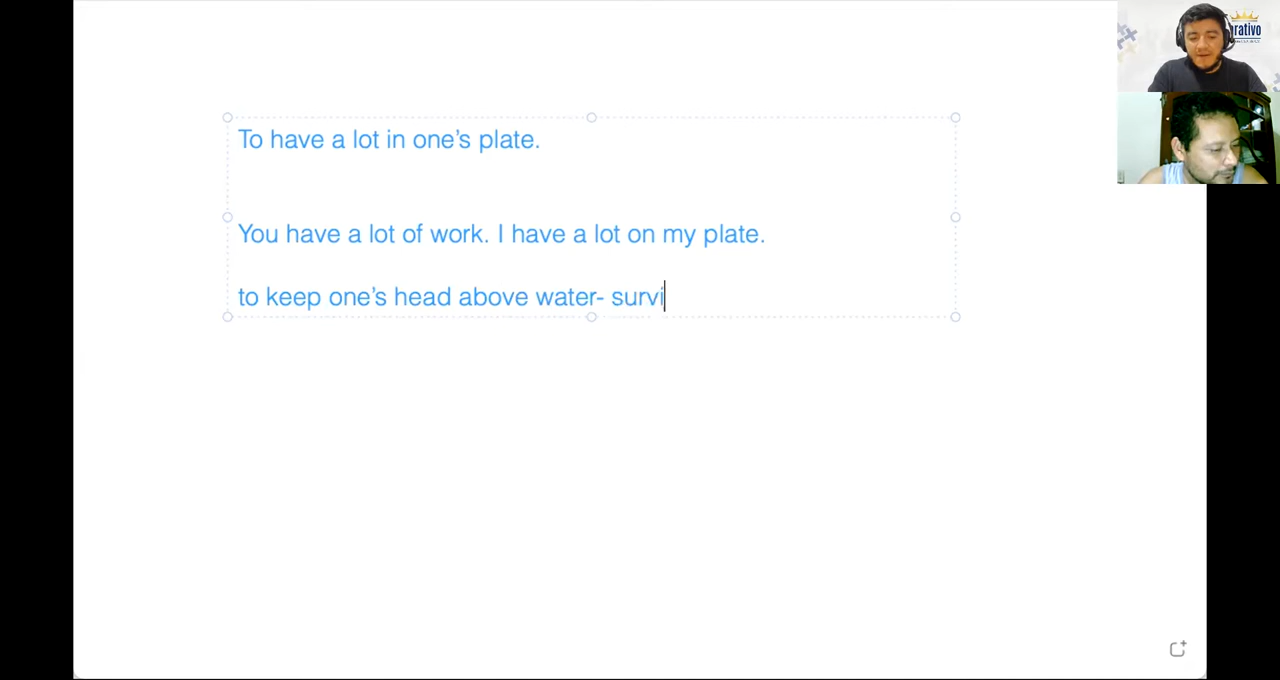 rativo
To have a lot in one’s plate.
You have a lot of work. I have a lot on my plate.
to keep one’s head above water- survi